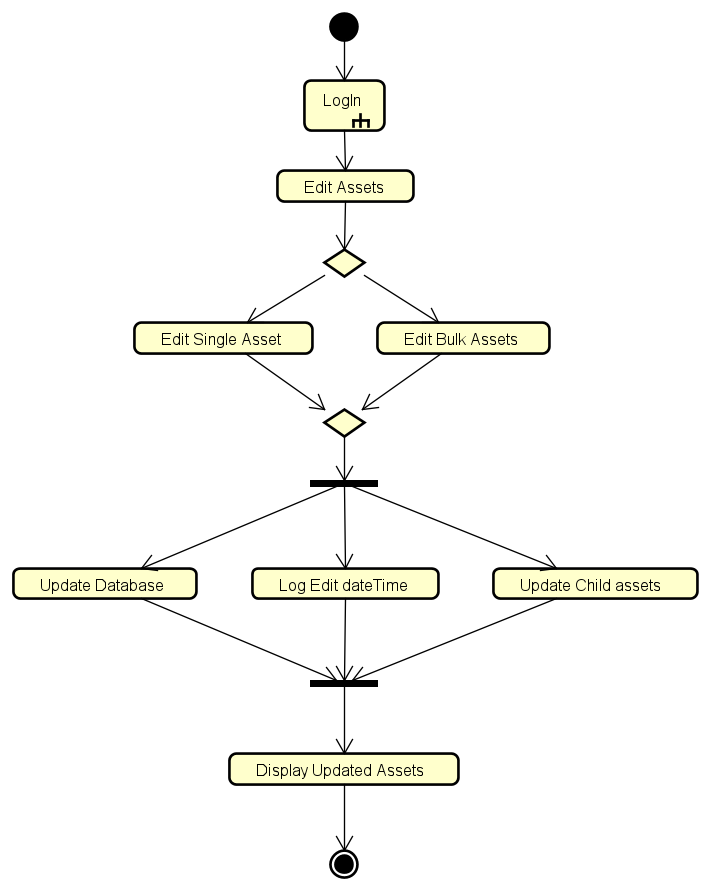 LogIn
Edit Assets
Edit Single Asset
Edit Bulk Assets
Update Database
Log Edit dateTime
Update Child assets
Display Updated Assets